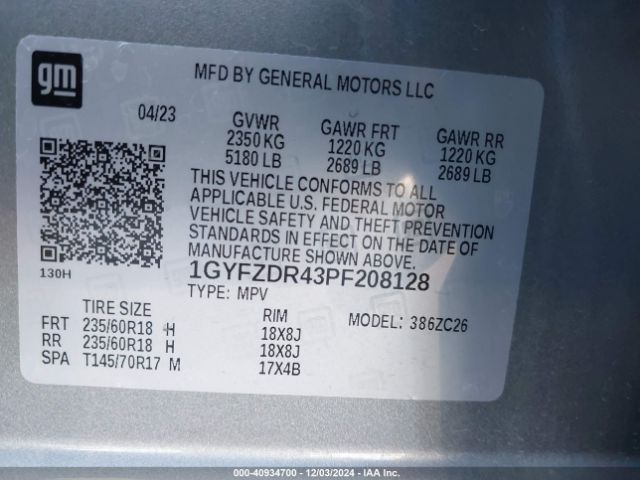 gm
MFD BY GENERAL MOTORS LLC
04/23
GVWR GAWR FRT GAWR RR
2350 KG 1220 KG 1220 KG
5180 LB 2689 LB 2689 LB
THIS VEHICLE CONFORMS TO ALL
APPLICABLE U.S. FEDERAL MOTOR
VEHICLE SAFETY AND THEFT PREVENTION
STANDARDS IN EFFECT ON THE DATE OF
MANUFACTURE SHOWN ABOVE.
130H
1GYFZDR43PF208128
TYPE: MPV
TIRE SIZE RIM MODEL: 386ZC26
FRT 235/60R18 H 18X8J
RR 235/60R18 H 18X8J
SPA T145/70R17 M 17X4B
000-40934700 - 12/03/2024 - IAA Inc.